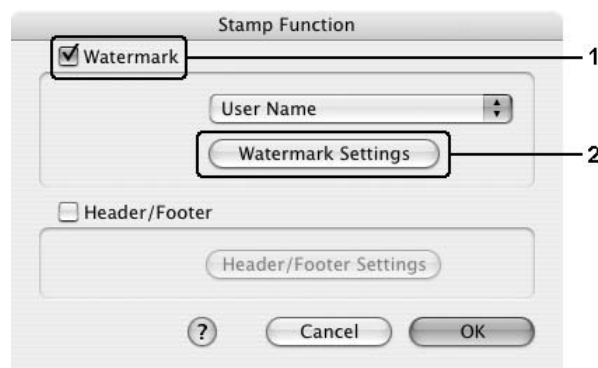 Stamp Function
Watermark
1
User Name
Watermark Settings
2
Header/Footer
Header/Footer Settings
? Cancel OK